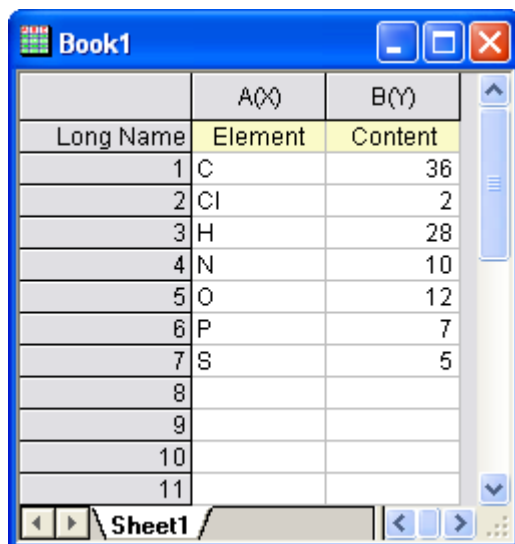 Book1
A(X) B(Y)
Long Name Element Content
1 C 36
2 Cl 2
3 H 28
4 N 10
5 O 12
6 P 7
7 S 5
8
9
10
11
Sheet1